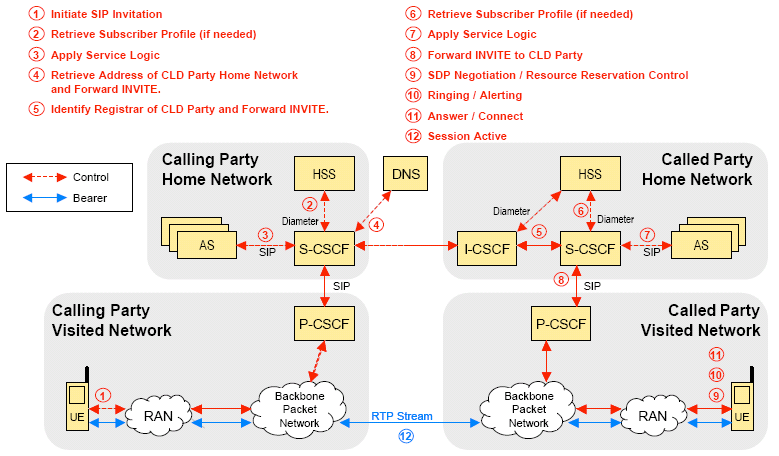 1 Initiate SIP Invitation
2 Retrieve Subscriber Profile (if needed)
3 Apply Service Logic
4 Retrieve Address of CLD Party Home Network
and Forward INVITE.
5 Identify Registrar of CLD Party and Forward INVITE.
6 Retrieve Subscriber Profile (if needed)
7 Apply Service Logic
8 Forward INVITE to CLD Party
9 SDP Negotiation / Resource Reservation Control
10 Ringing / Alerting
11 Answer / Connect
12 Session Active
Control
Bearer
Calling Party
Home Network
HSS
DNS
2
Diameter
4
AS
3
SIP
S-CSCF
SIP
Called Party
Home Network
HSS
Diameter
6
Diameter
I-CSCF
5
S-CSCF
7
SIP
AS
8
SIP
Calling Party
Visited Network
P-CSCF
UE
1
RAN
Backbone
Packet
Network
RTP Stream
12
Called Party
Visited Network
P-CSCF
Backbone
Packet
Network
RAN
11
10
9
UE